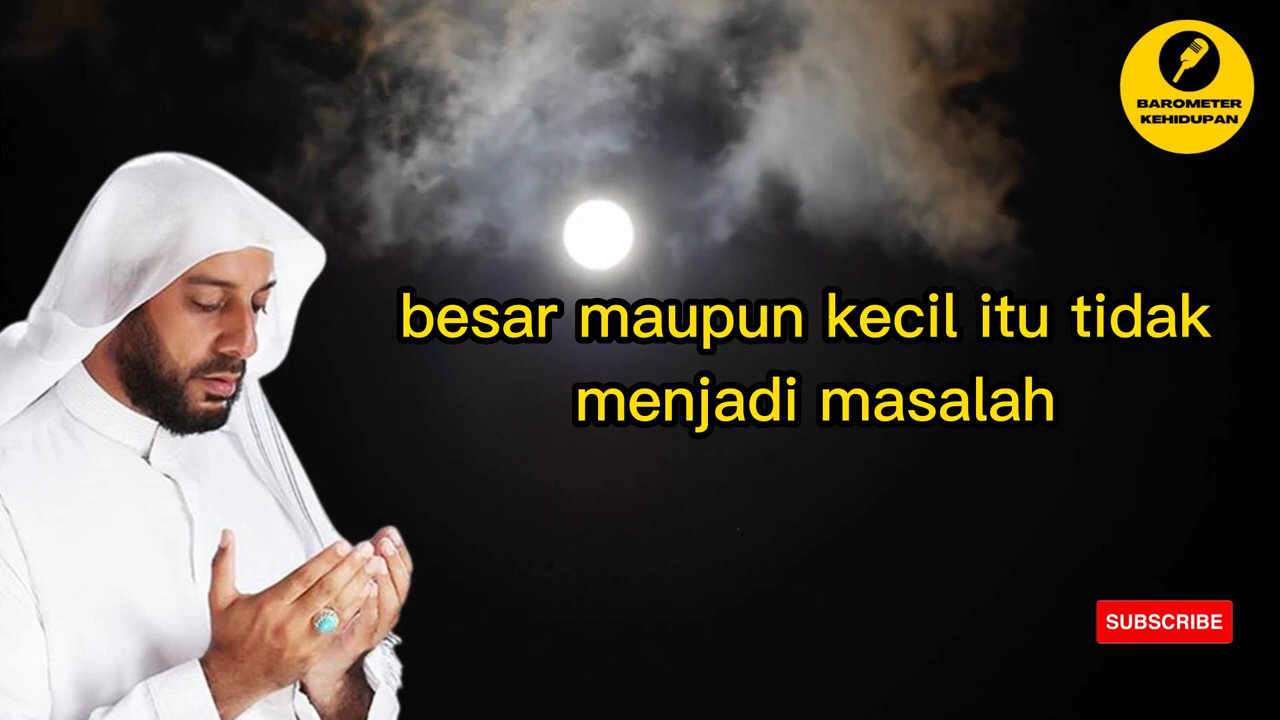 BAROMETER
KEHIDUPAN
besar maupun kecil itu tidak
menjadi masalah
SUBSCRIBE